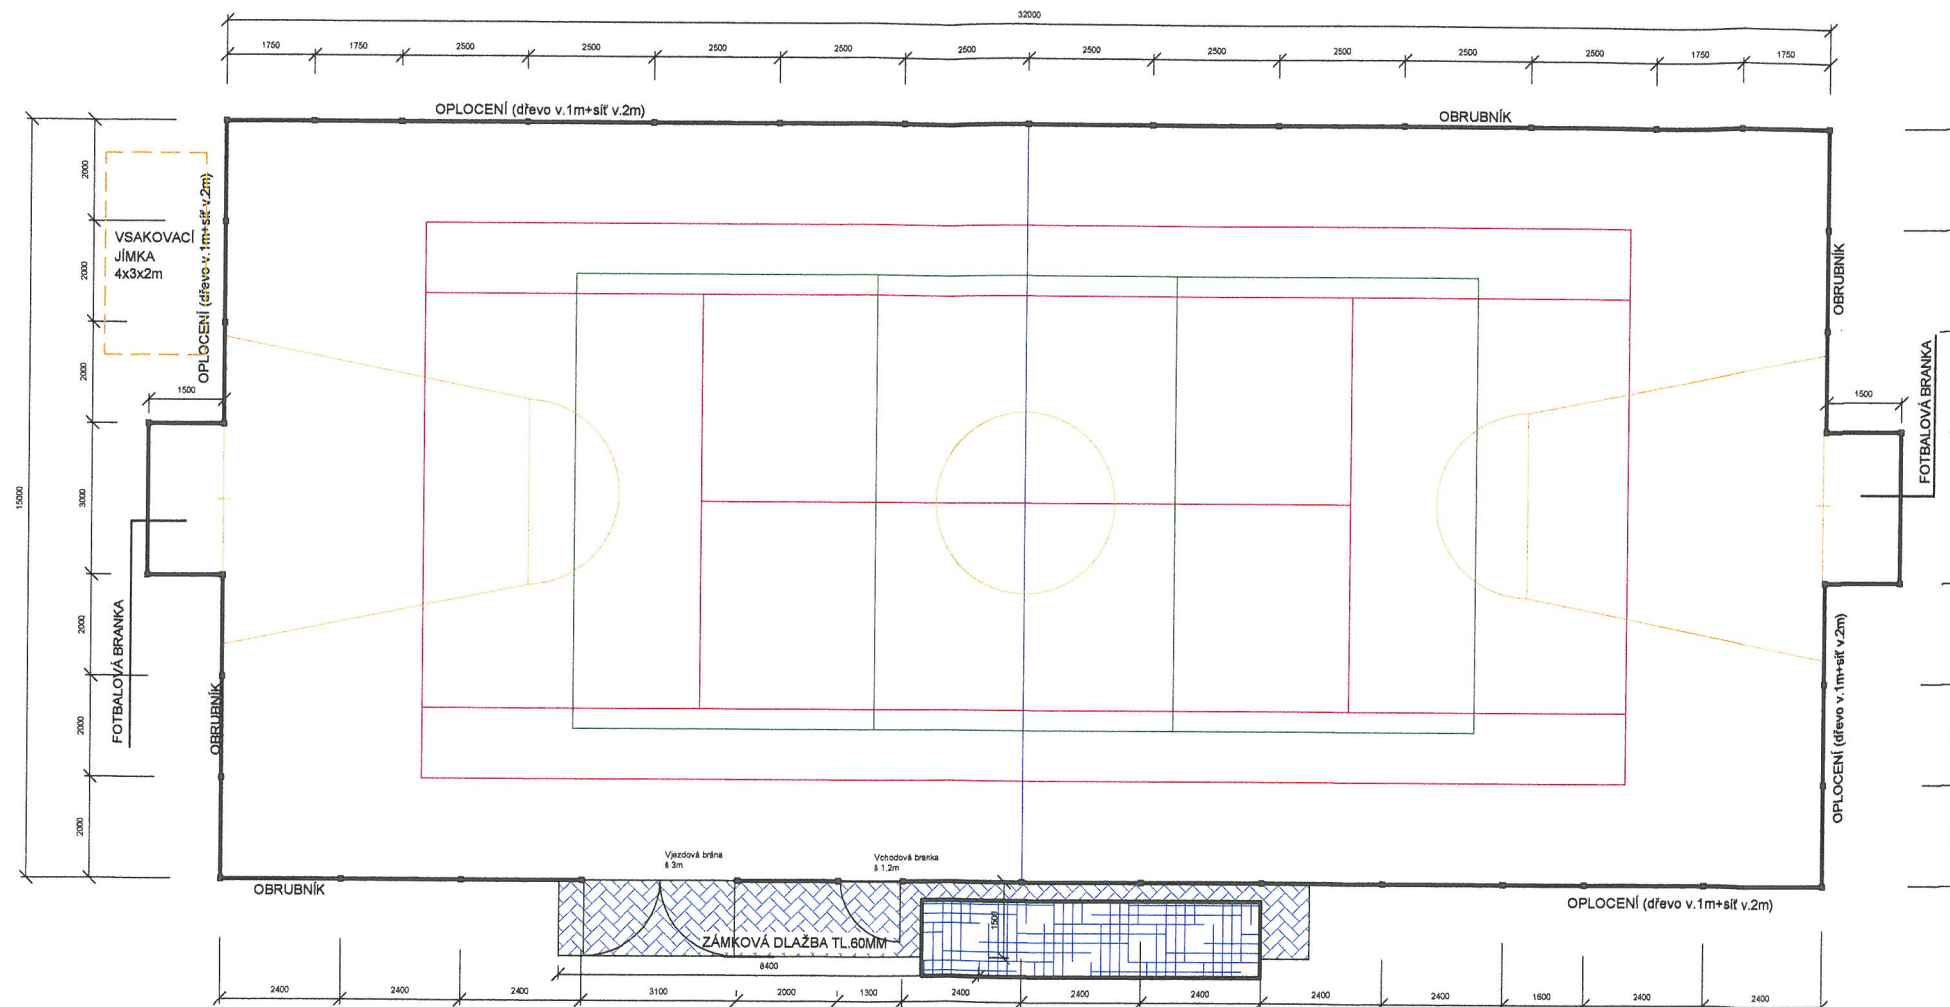 32000
1750 1750 2500 2500 2500 2500 2500 2500 2500 2500 2500 2500 1750 1750
OPLOCENÍ (dřevo v.1m+síť v.2m)
OBRUBNÍK
2000
2000
2000
3000
2000
2000
2000
15000
VSAKOVACÍ
JÍMKA
4x3x2m
OPLOCENÍ (dřevo v.1m+síť v.2m)
1500
FOTBALOVÁ BRANKA
OBRUBNÍK
OBRUBNÍK
1500
FOTBALOVÁ BRANKA
OPLOCENÍ (dřevo v.1m+síť v.2m)
Vjezdová brána
š 3m
Vchodová branka
š 1,2m
OBRUBNÍK
OPLOCENÍ (dřevo v.1m+síť v.2m)
1500
ZÁMKOVÁ DLAŽBA TL.60MM
8400
2400 2400 2400 3100 2000 1300 2400 2400 2400 2400 2400 1600 2400 2400